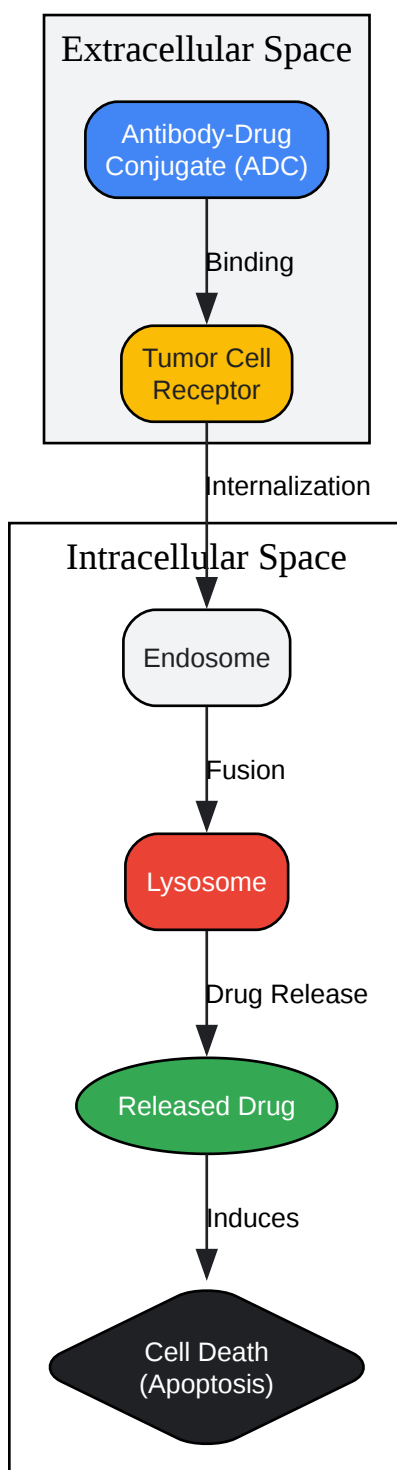 Extracellular Space
Antibody-Drug
Conjugate (ADC)
Binding
Tumor Cell
Receptor
Internalization
Intracellular Space
Endosome
Fusion
Lysosome
Drug Release
Released Drug
Induces
Cell Death
(Apoptosis)